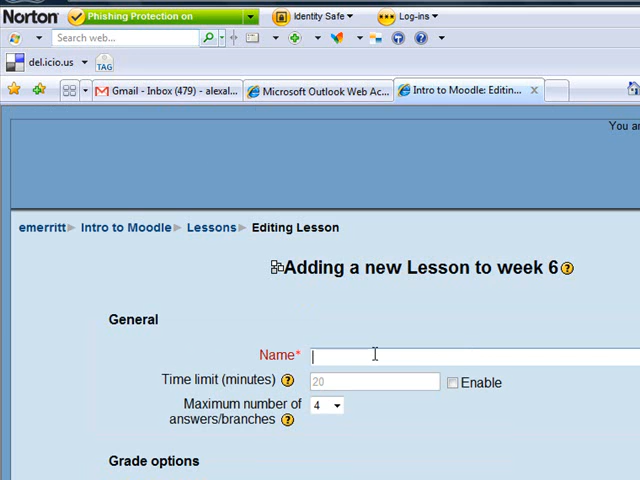 Norton Phishing Protection on Identity Safe Log-ins
Search web...
del.icio.us TAG
Gmail - Inbox (479) - alexal... Microsoft Outlook Web Ac... Intro to Moodle: Editin...
You ar
emerritt Intro to Moodle Lessons Editing Lesson
Adding a new Lesson to week 6
General
Name*
Time limit (minutes) 20 Enable
Maximum number of
answers/branches 4
Grade options